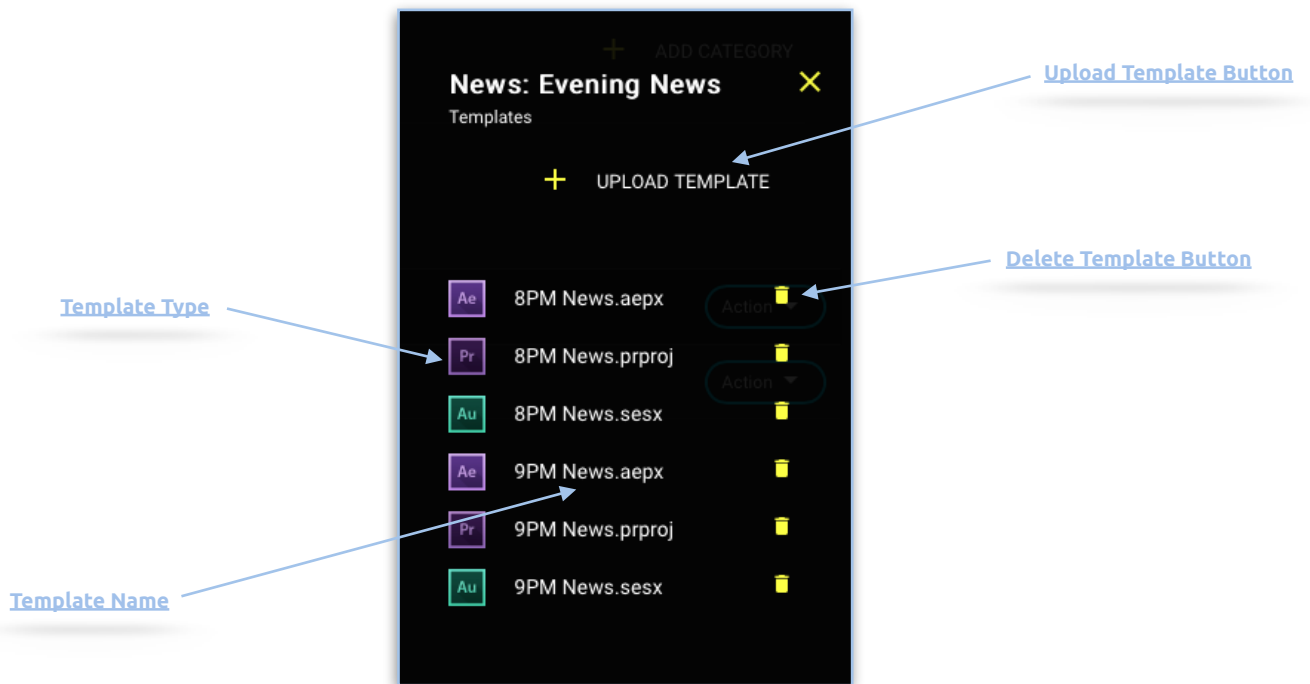 ADD CATEGORY
News: Evening News
Templates
Upload Template Button
UPLOAD TEMPLATE
Delete Template Button
Template Type
Ae 8PM News.aepx
Action
Pr 8PM News.prproj
Action
Au 8PM News.sesx
Ae 9PM News.aepx
Pr 9PM News.prproj
Au 9PM News.sesx
Template Name